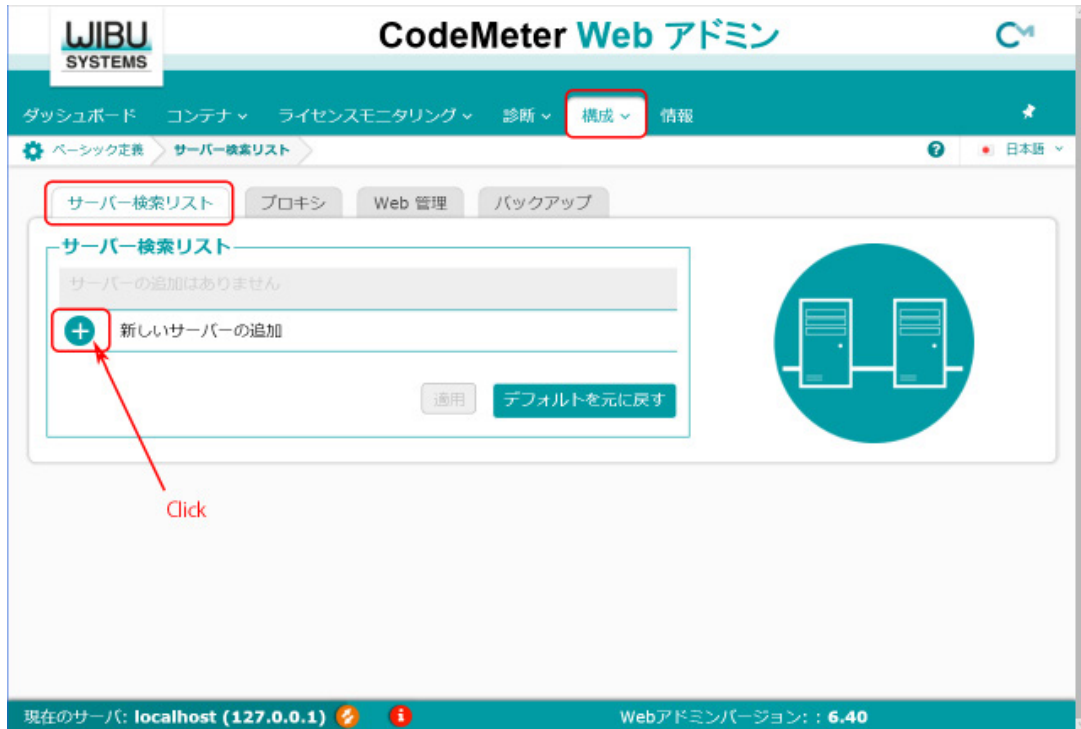 WIBU
SYSTEMS
CodeMeter Web アドミン
ダッシュボード コンテナ ライセンスモニタリング 診断 構成 情報
ベーシック定義 サーバー検索リスト 日本語
サーバー検索リスト プロキシ Web 管理 バックアップ
サーバー検索リスト
サーバーの追加はありません
新しいサーバーの追加
適用 デフォルトを元に戻す
Click
現在のサーバ: localhost (127.0.0.1) Webアドミンバージョン: : 6.40